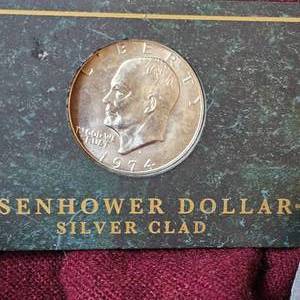 LIBERTY
IN GOD WE
TRUST
1974
SENHOWER DOLLAR
SILVER CLAD